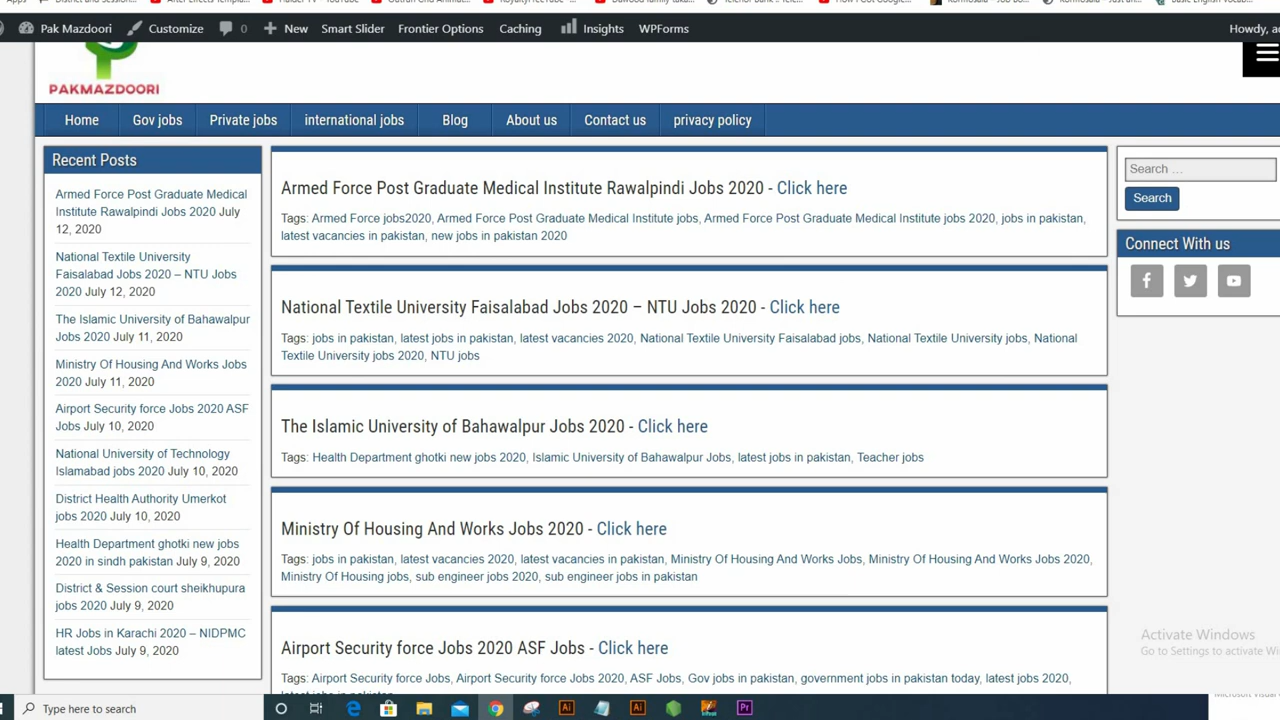 Pak Mazdoori Customize 0 New Smart Slider Frontier Options Caching Insights WPForms Howdy,
PAKMAZDOORI
Home Gov jobs Private jobs international jobs Blog About us Contact us privacy policy
Recent Posts
Armed Force Post Graduate Medical
Institute Rawalpindi Jobs 2020 July
12, 2020
National Textile University
Faisalabad Jobs 2020 – NTU Jobs
2020 July 12, 2020
The Islamic University of Bahawalpur
Jobs 2020 July 11, 2020
Ministry Of Housing And Works Jobs
2020 July 11, 2020
Airport Security force Jobs 2020 ASF
Jobs July 10, 2020
National University of Technology
Islamabad jobs 2020 July 10, 2020
District Health Authority Umerkot
jobs 2020 July 10, 2020
Health Department ghotki new jobs
2020 in sindh pakistan July 9, 2020
District & Session court sheikhupura
jobs 2020 July 9, 2020
HR Jobs in Karachi 2020 – NIDPMC
latest Jobs July 9, 2020
Armed Force Post Graduate Medical Institute Rawalpindi Jobs 2020 - Click here
Tags: Armed Force jobs2020, Armed Force Post Graduate Medical Institute jobs, Armed Force Post Graduate Medical Institute jobs 2020, jobs in pakistan,
latest vacancies in pakistan, new jobs in pakistan 2020
National Textile University Faisalabad Jobs 2020 – NTU Jobs 2020 - Click here
Tags: jobs in pakistan, latest jobs in pakistan, latest vacancies 2020, National Textile University Faisalabad jobs, National Textile University jobs, National
Textile University jobs 2020, NTU jobs
The Islamic University of Bahawalpur Jobs 2020 - Click here
Tags: Health Department ghotki new jobs 2020, Islamic University of Bahawalpur Jobs, latest jobs in pakistan, Teacher jobs
Ministry Of Housing And Works Jobs 2020 - Click here
Tags: jobs in pakistan, latest vacancies 2020, latest vacancies in pakistan, Ministry Of Housing And Works Jobs, Ministry Of Housing And Works Jobs 2020,
Ministry Of Housing jobs, sub engineer jobs 2020, sub engineer jobs in pakistan
Airport Security force Jobs 2020 ASF Jobs - Click here
Tags: Airport Security force Jobs, Airport Security force Jobs 2020, ASF Jobs, Gov jobs in pakistan, government jobs in pakistan today, latest jobs 2020,
latest jobs in pakistan
Search …
Search
Connect With us
Activate Windows
Go to Settings to activate
Type here to search
Ai Ai Pr